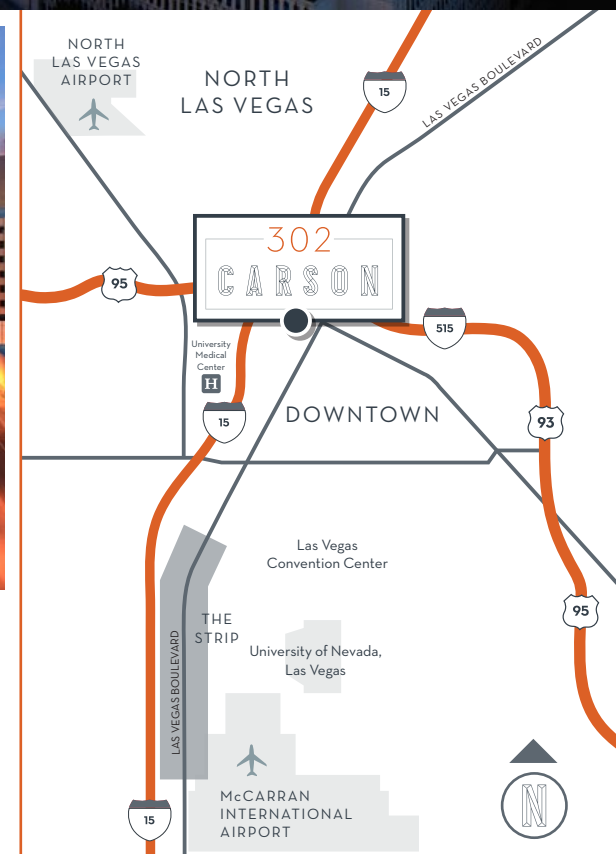 NORTH
LAS VEGAS
AIRPORT
NORTH
LAS VEGAS
15
LAS VEGAS BOULEVARD
302
CARSON
95
515
University
Medical
Center
H
15
DOWNTOWN
93
Las Vegas
Convention Center
THE
STRIP
95
University of Nevada,
Las Vegas
LAS VEGAS BOULEVARD
McCARRAN
INTERNATIONAL
AIRPORT
15
N